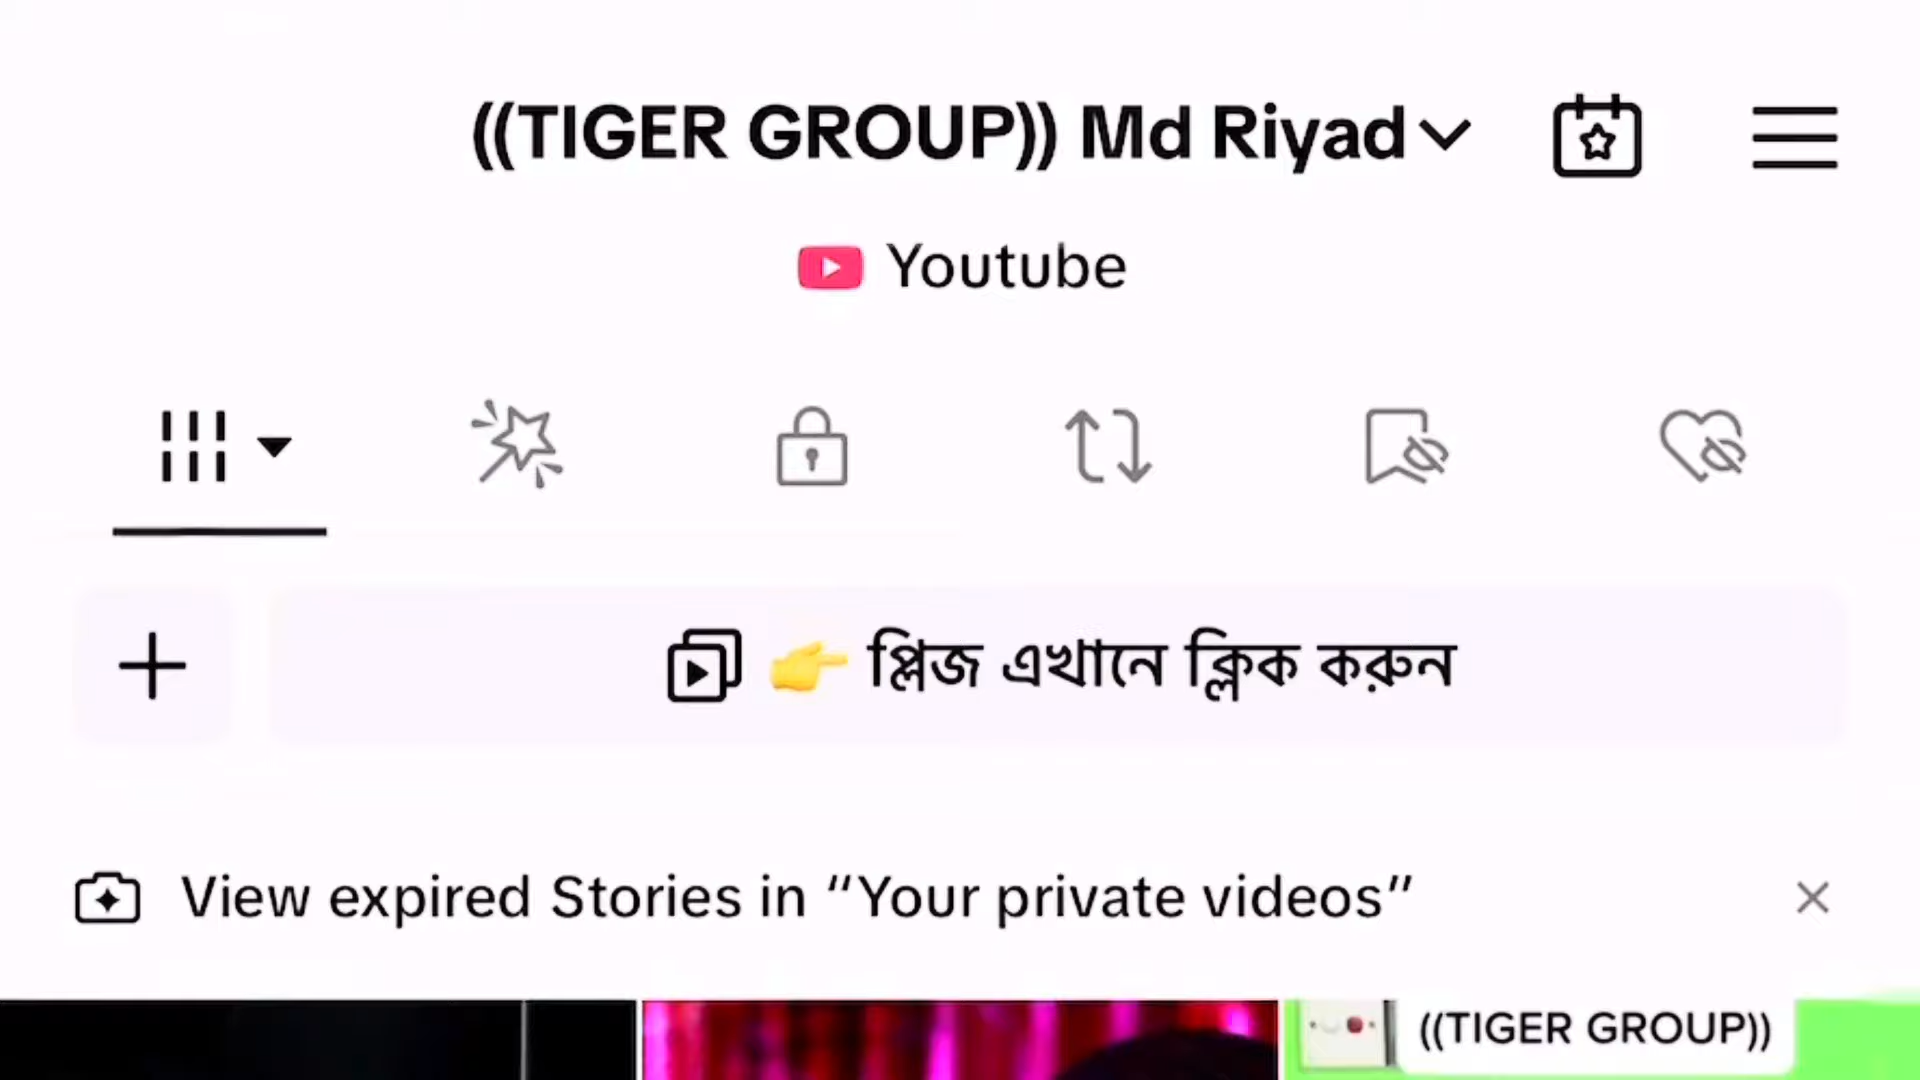 ((TIGER GROUP)) Md Riyad
Youtube
👉 প্লিজ এখানে ক্লিক করুন
View expired Stories in “Your private videos”
((TIGER GROUP))